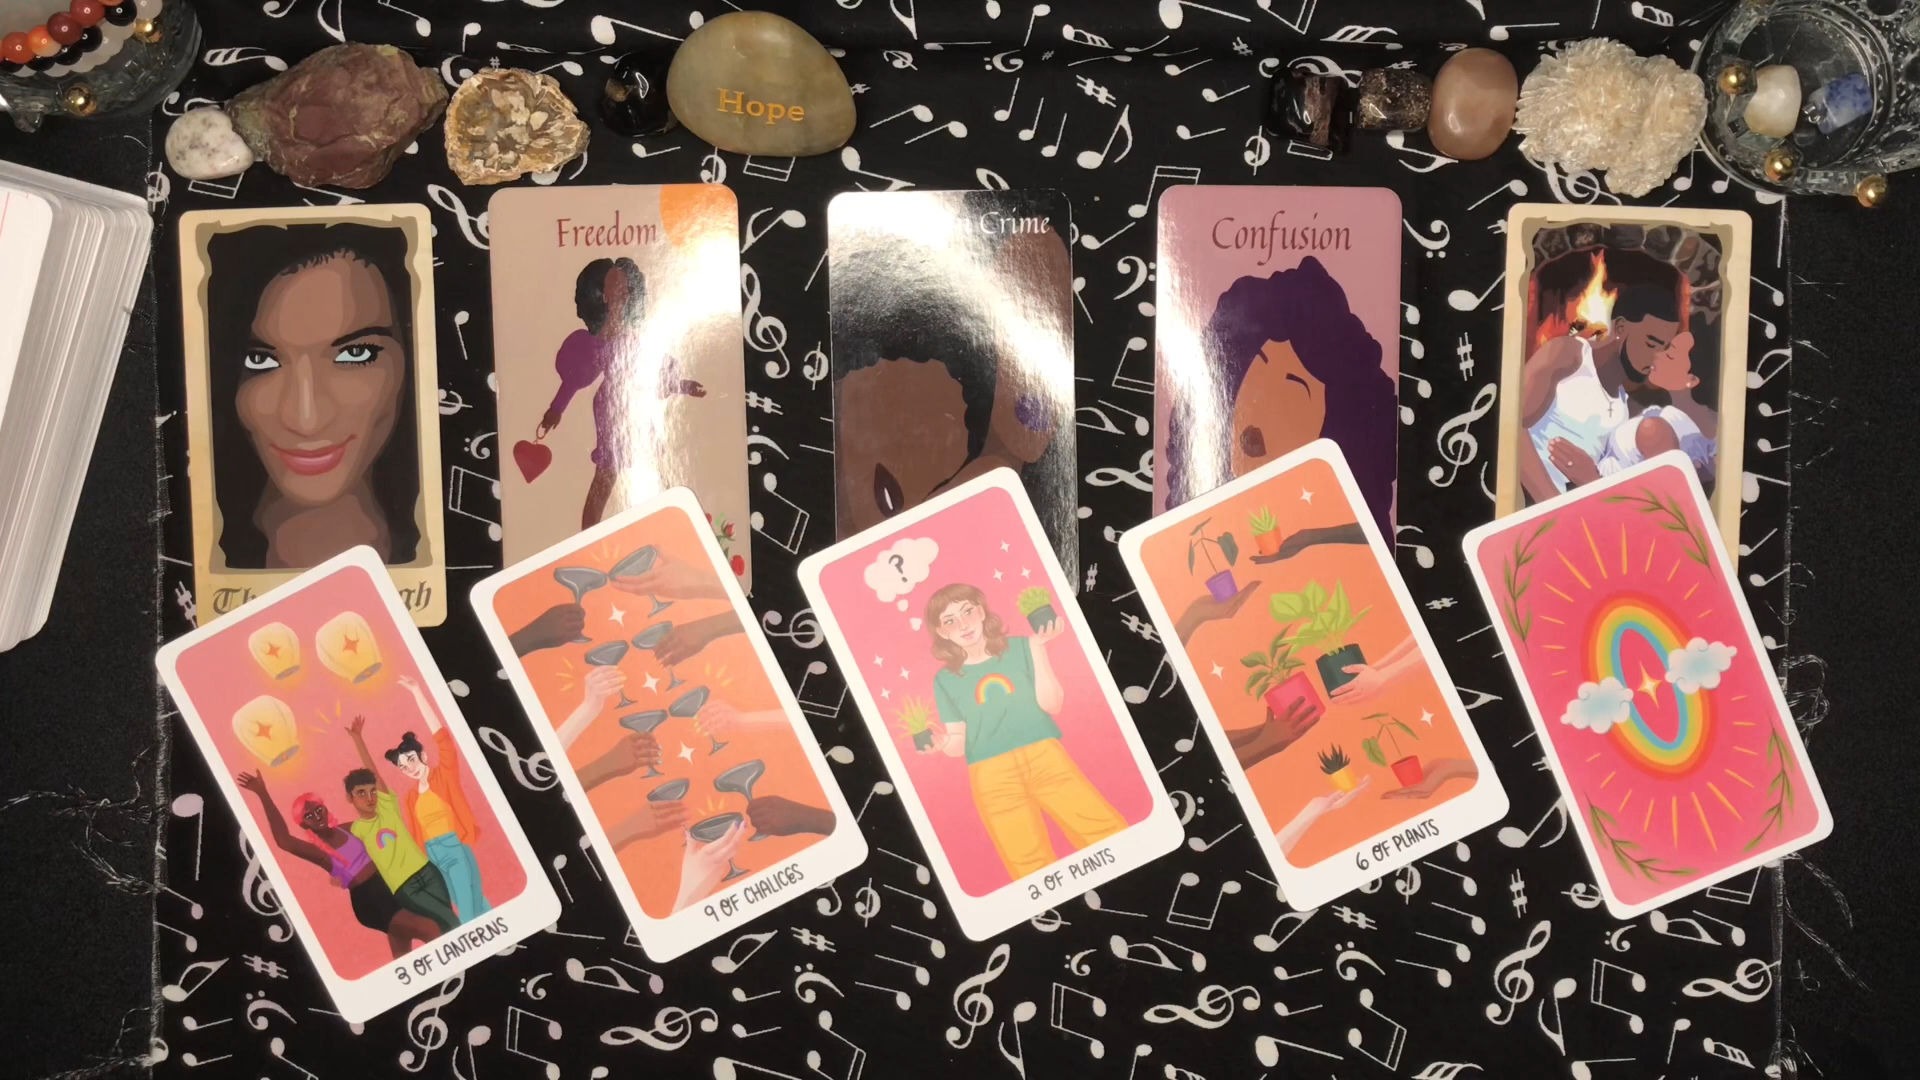 Hope
Freedom
Crime
Confusion
3 OF LANTERNS
9 OF CHALICES
2 OF PLANTS
6 OF PLANTS
?